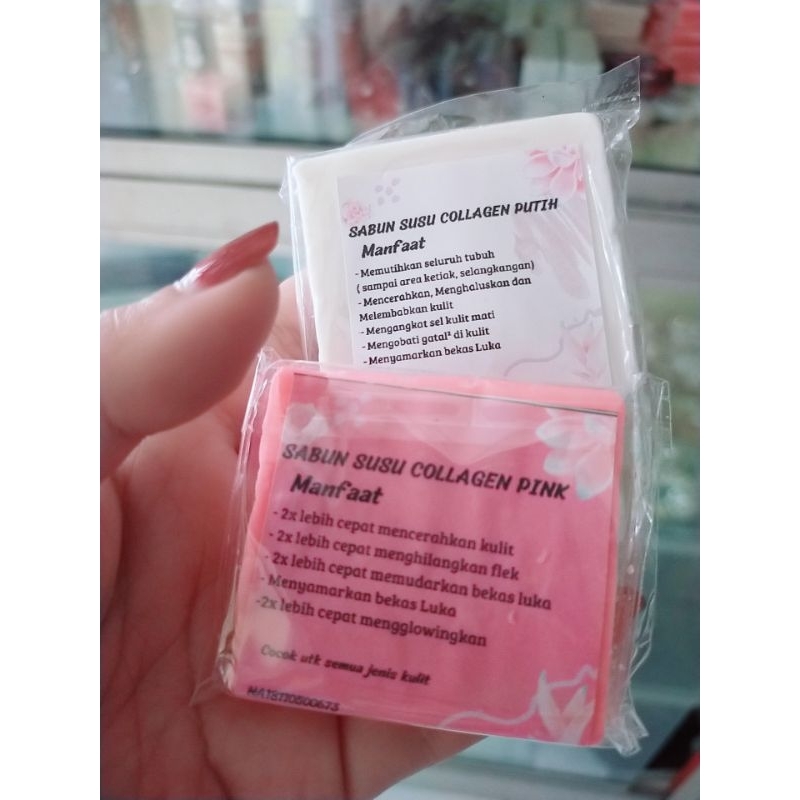 SABUN SUSU COLLAGEN PUTIH
Manfaat
- Memutihkan seluruh tubuh
( sampai area ketiak, selangkangan)
- Mencerahkan, Menghaluskan dan
Melembabkan kulit
- Mengangkat sel kulit mati
- Mengobati gatal² di kulit
- Menyamarkan bekas Luka
SABUN SUSU COLLAGEN PINK
Manfaat
- 2x lebih cepat mencerahkan kulit
- 2x lebih cepat menghilangkan flek
- 2x lebih cepat memudarkan bekas luka
- Menyamarkan bekas Luka
-2x lebih cepat mengglowingkan
Cocok utk semua jenis kulit
NA18110500673